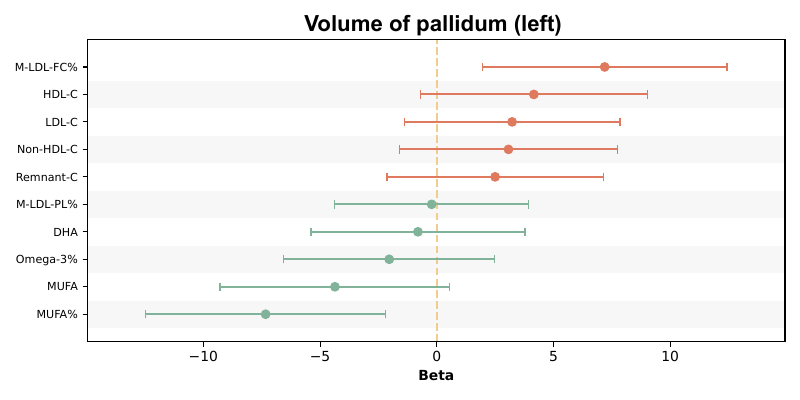 Volume of pallidum (left)
M-LDL-FC%
HDL-C
LDL-C
Non-HDL-C
Remnant-C
M-LDL-PL%
DHA
Omega-3%
MUFA
MUFA%
−10 −5 0 5 10
Beta